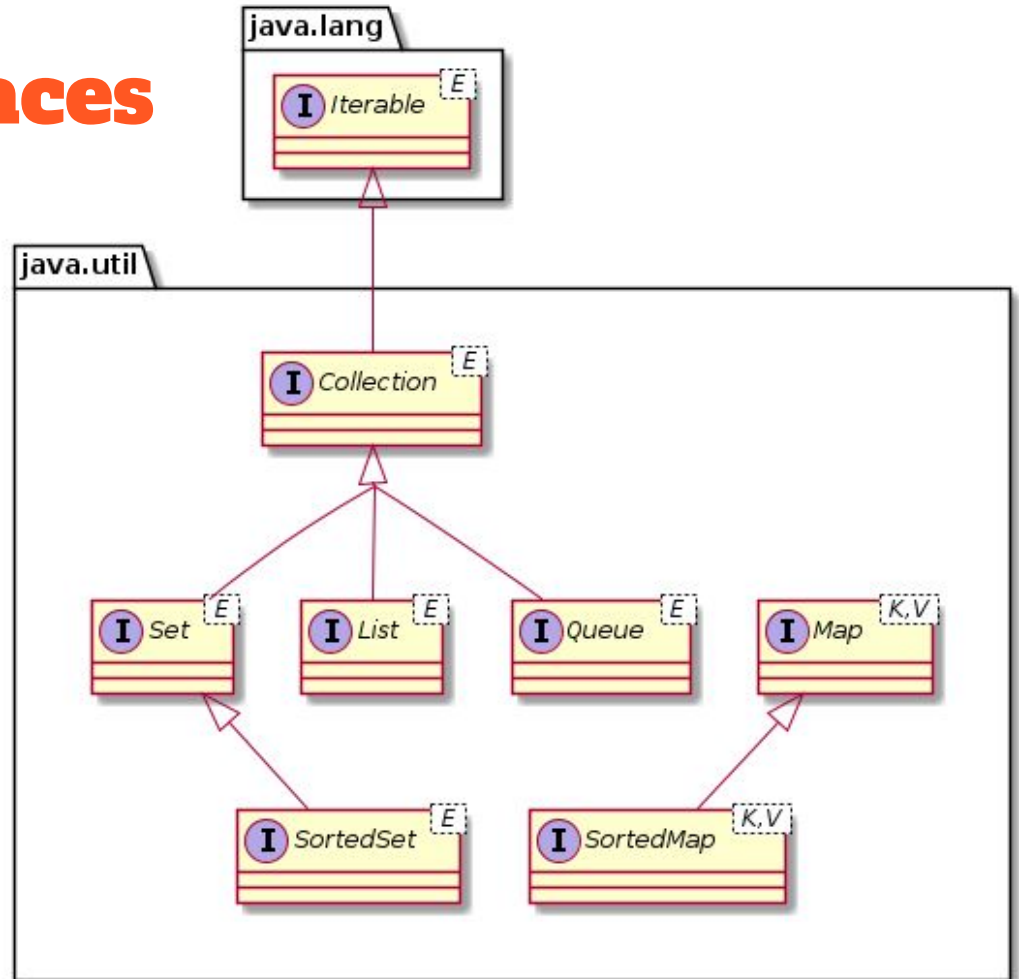 java.lang
aces
E
I Iterable
java.util
E
I Collection
E
I Set
E
I List
E
I Queue
K,V
I Map
E
I SortedSet
K,V
I SortedMap